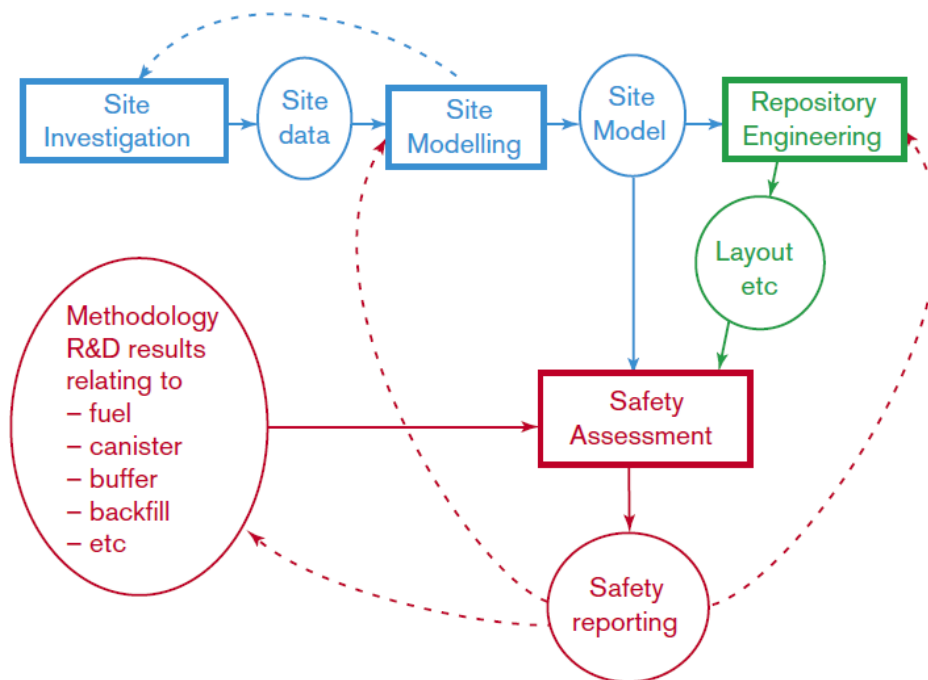 Site
Investigation
Site
data
Site
Modelling
Site
Model
Repository
Engineering
Layout
etc
Methodology
R&D results
relating to
– fuel
– canister
– buffer
– backfill
– etc
Safety
Assessment
Safety
reporting